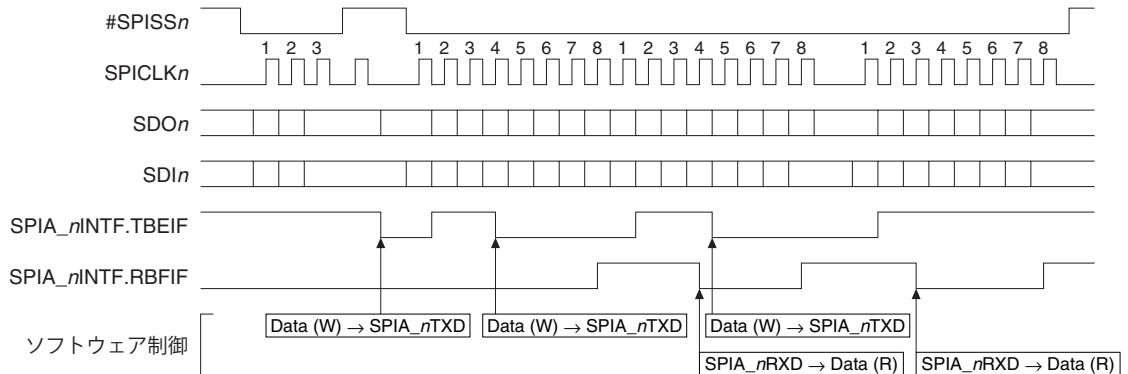 #SPISSn
1 2 3 1 2 3 4 5 6 7 8 1 2 3 4 5 6 7 8 1 2 3 4 5 6 7 8
SPICLKn
SDOn
SDIn
SPIA_nINTF.TBEIF
SPIA_nINTF.RBFIF
Data (W) → SPIA_nTXD Data (W) → SPIA_nTXD Data (W) → SPIA_nTXD
ソフトウェア制御
SPIA_nRXD → Data (R) SPIA_nRXD → Data (R)